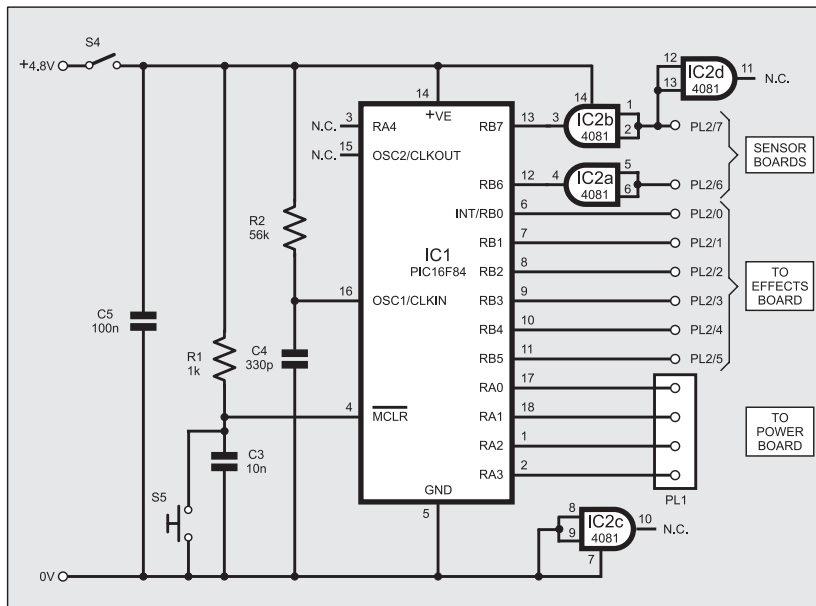 S4
+4.8V
12
13
IC2d
4081
11
N.C.
14
+VE
14
N.C.
3
RA4
RB7
13
3
IC2b
4081
1
2
PL2/7
N.C.
15
OSC2/CLKOUT
SENSOR
BOARDS
RB6
12
4
IC2a
4081
5
6
PL2/6
R2
56k
INT/RB0
6
PL2/0
IC1
PIC16F84
RB1
7
PL2/1
RB2
8
PL2/2
TO
EFFECTS
BOARD
16
OSC1/CLKIN
RB3
9
PL2/3
C5
100n
RB4
10
PL2/4
R1
1k
C4
330p
RB5
11
PL2/5
RA0
17
4
MCLR
RA1
18
TO
POWER
BOARD
RA2
1
C3
10n
RA3
2
S5
GND
PL1
5
8
9
IC2c
4081
10
N.C.
7
0V